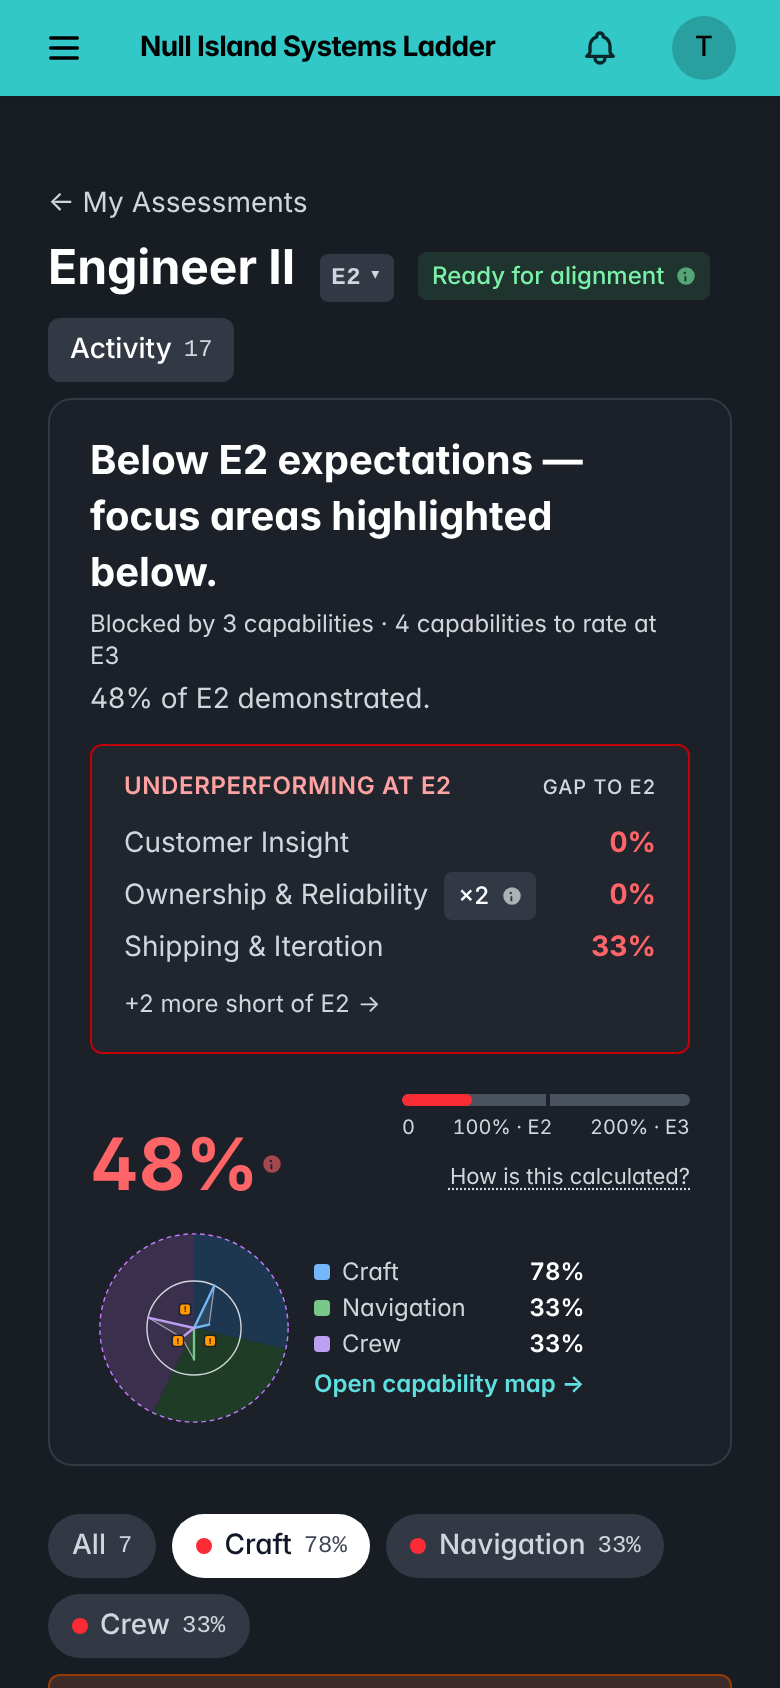 Null Island Systems Ladder
T
← My Assessments
Engineer II
E2 ▼
Ready for alignment
Activity 17
Below E2 expectations —
focus areas highlighted
below.
Blocked by 3 capabilities · 4 capabilities to rate at
E3
48% of E2 demonstrated.
UNDERPERFORMING AT E2 GAP TO E2
Customer Insight 0%
Ownership & Reliability ×2 0%
Shipping & Iteration 33%
+2 more short of E2 →
0 100% · E2 200% · E3
48%
How is this calculated?
Craft 78%
Navigation 33%
Crew 33%
Open capability map →
All 7
Craft 78%
Navigation 33%
Crew 33%